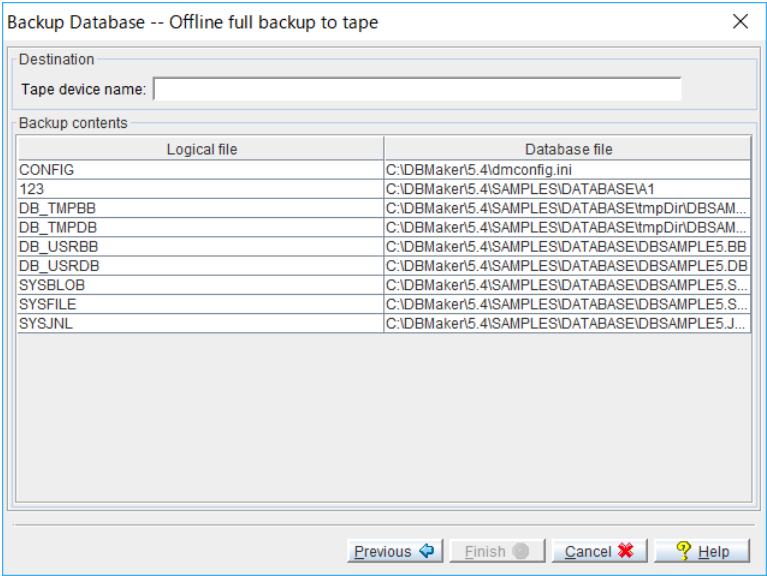 Backup Database -- Offline full backup to tape
Destination
Tape device name:
Backup contents
Logical file Database file
CONFIG C:\DBMaker\5.4\dmconfig.ini
123 C:\DBMaker\5.4\SAMPLES\DATABASE\A1
DB_TMPBB C:\DBMaker\5.4\SAMPLES\DATABASE\tmpDir\DBSAM...
DB_TMPDB C:\DBMaker\5.4\SAMPLES\DATABASE\tmpDir\DBSAM...
DB_USRBB C:\DBMaker\5.4\SAMPLES\DATABASE\DBSAMPLE5.BB
DB_USRDB C:\DBMaker\5.4\SAMPLES\DATABASE\DBSAMPLE5.DB
SYSBLOB C:\DBMaker\5.4\SAMPLES\DATABASE\DBSAMPLE5.S...
SYSFILE C:\DBMaker\5.4\SAMPLES\DATABASE\DBSAMPLE5.S...
SYSJNL C:\DBMaker\5.4\SAMPLES\DATABASE\DBSAMPLE5.J...
Previous Finish Cancel Help